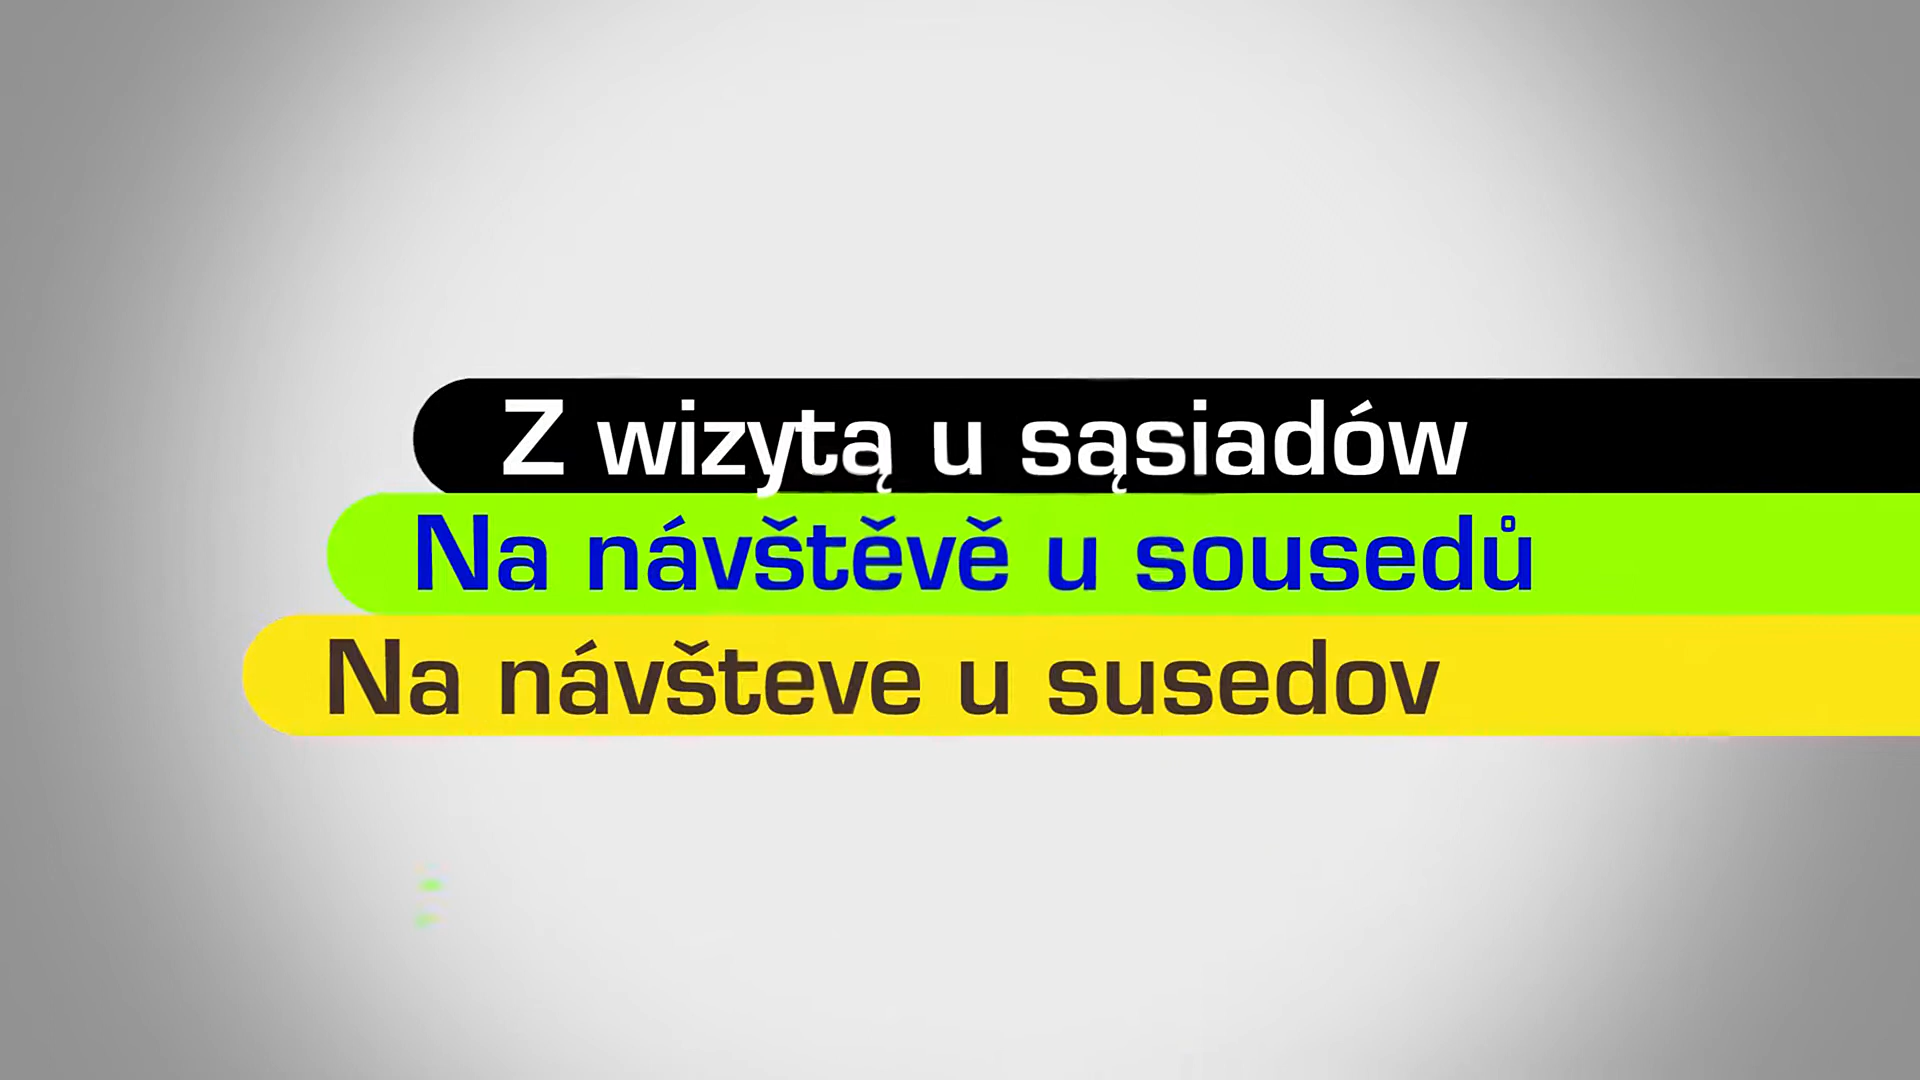 Z wizytą u sąsiadów
Na návštěvě u sousedů
Na návšteve u susedov